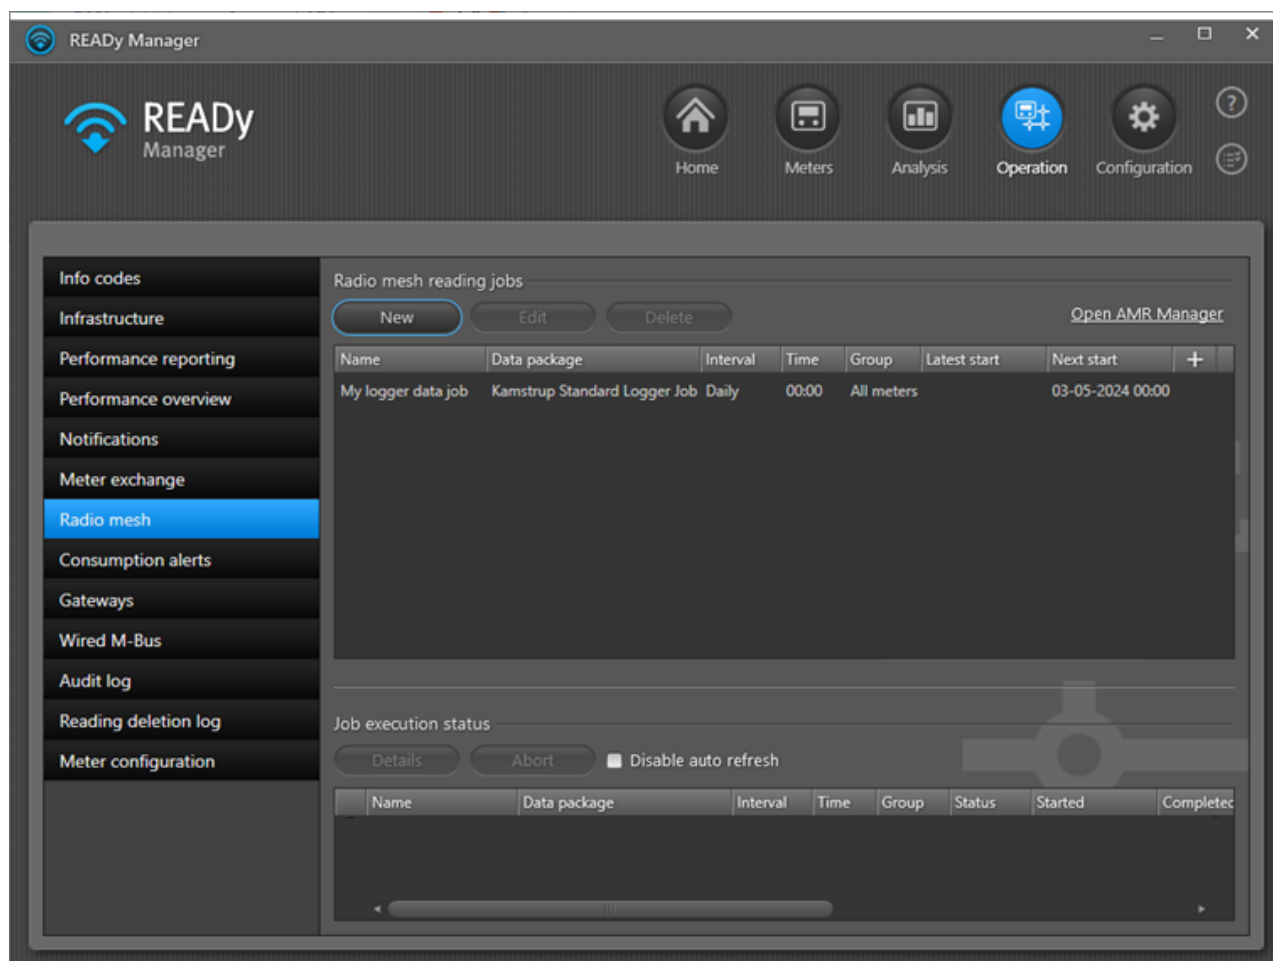 READy Manager
READy
Manager
Home
Meters
Analysis
Operation
Configuration
?
Info codes
Infrastructure
Performance reporting
Performance overview
Notifications
Meter exchange
Radio mesh
Consumption alerts
Gateways
Wired M-Bus
Audit log
Reading deletion log
Meter configuration
Radio mesh reading jobs
New Edit Delete Open AMR Manager
Name Data package Interval Time Group Latest start Next start +
My logger data job Kamstrup Standard Logger Job Daily 00:00 All meters 03-05-2024 00:00
Job execution status
Details Abort Disable auto refresh
Name Data package Interval Time Group Status Started Completed